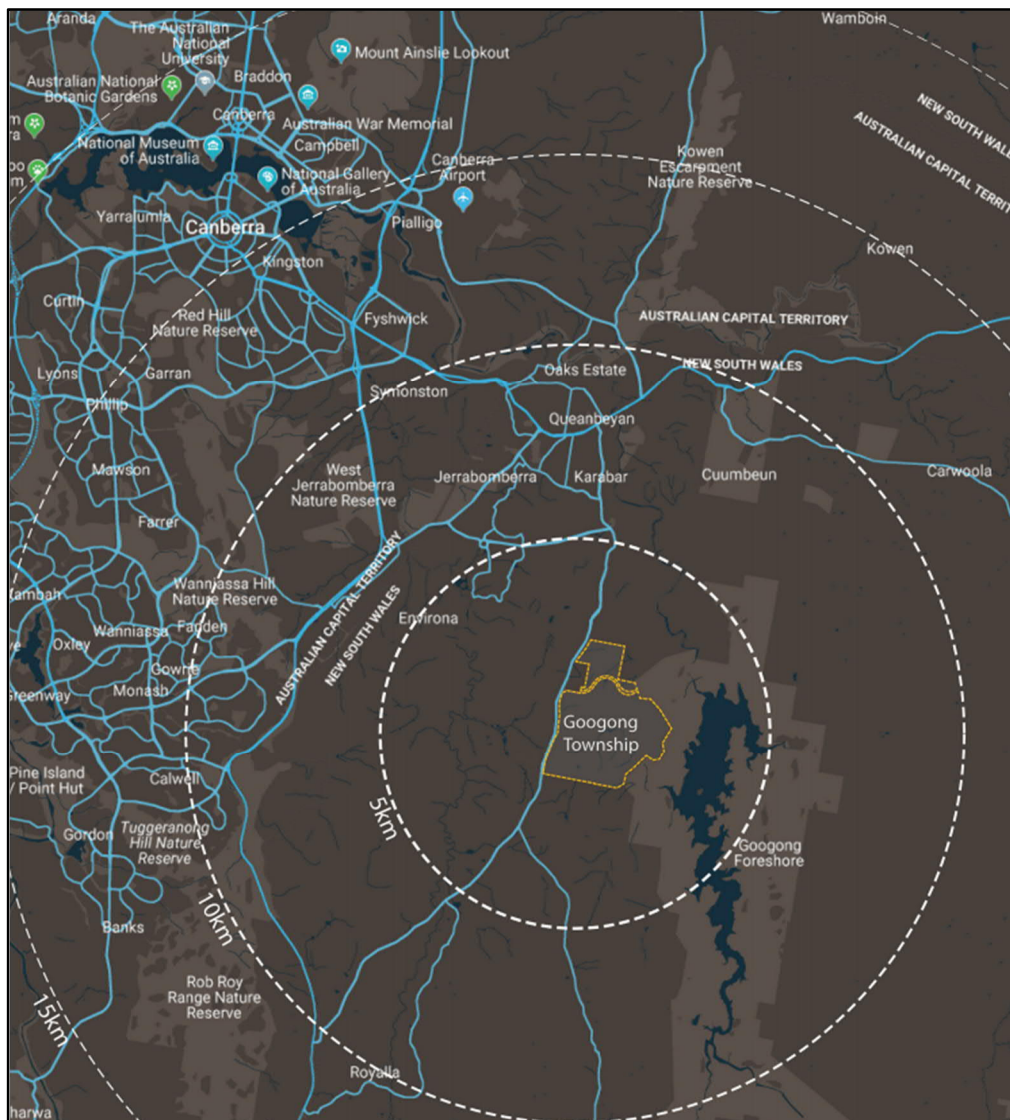 Aranda
The Australian
National
University
Wamboin
Mount Ainslie Lookout
Australian National
Botanic Gardens
Braddon
Canberra
Australian War Memorial
Campbell
NEW SOUTH WALE
AUSTRALIAN CAPITAL TERRIT
National Museum
of Australia
Canberra
Airport
Kowen
Escarpment
Nature Reserve
National Gallery
of Australia
Yarralumla
Canberra
Pialligo
Kingston
Kowen
Curtin
Red Hill
Nature Reserve
Fyshwick
AUSTRALIAN CAPITAL TERRITORY
Lyons
Garran
Oaks Estate
NEW SOUTH WALES
Phillip
Symonston
Queanbeyan
Mawson
West
Jerrabomberra
Nature Reserve
Jerrabomberra
Karabar
Cuumbeun
Carwoola
Farrer
AUSTRALIAN CAPITAL TERRITORY
NEW SOUTH WALES
Wanniassa Hill
Nature Reserve
Kambah
Environa
Wanniassa
Fadden
Oxley
Gowrie
Greenway
Monash
Googong
Township
Pine Island
/ Point Hut
Calwell
5km
Gordon
Tuggeranong
Hill Nature
Reserve
Googong
Foreshore
10km
Banks
Rob Roy
Range Nature
Reserve
15km
Royalla
harwa